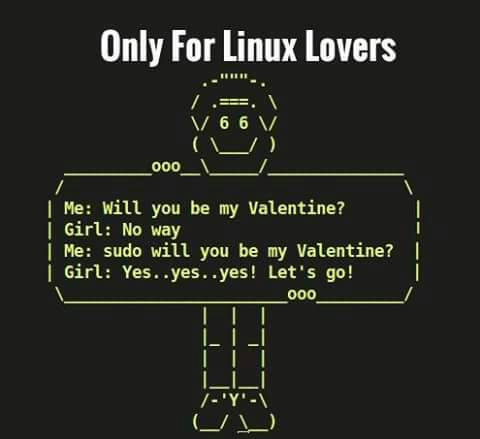 Only For Linux Lovers
Me: Will you be my Valentine?
Girl: No way
Me: sudo will you be my Valentine?
Girl: Yes..yes..yes! Let's go!